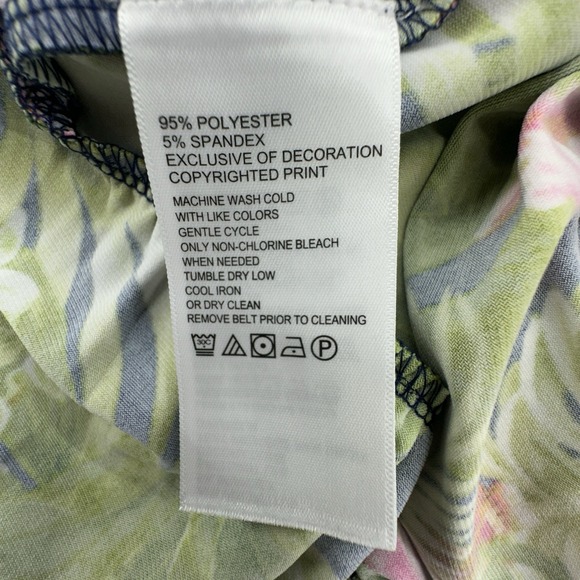 95% POLYESTER
5% SPANDEX
EXCLUSIVE OF DECORATION
COPYRIGHTED PRINT
MACHINE WASH COLD
WITH LIKE COLORS
GENTLE CYCLE
ONLY NON-CHLORINE BLEACH
WHEN NEEDED
TUMBLE DRY LOW
COOL IRON
OR DRY CLEAN
REMOVE BELT PRIOR TO CLEANING
30C P